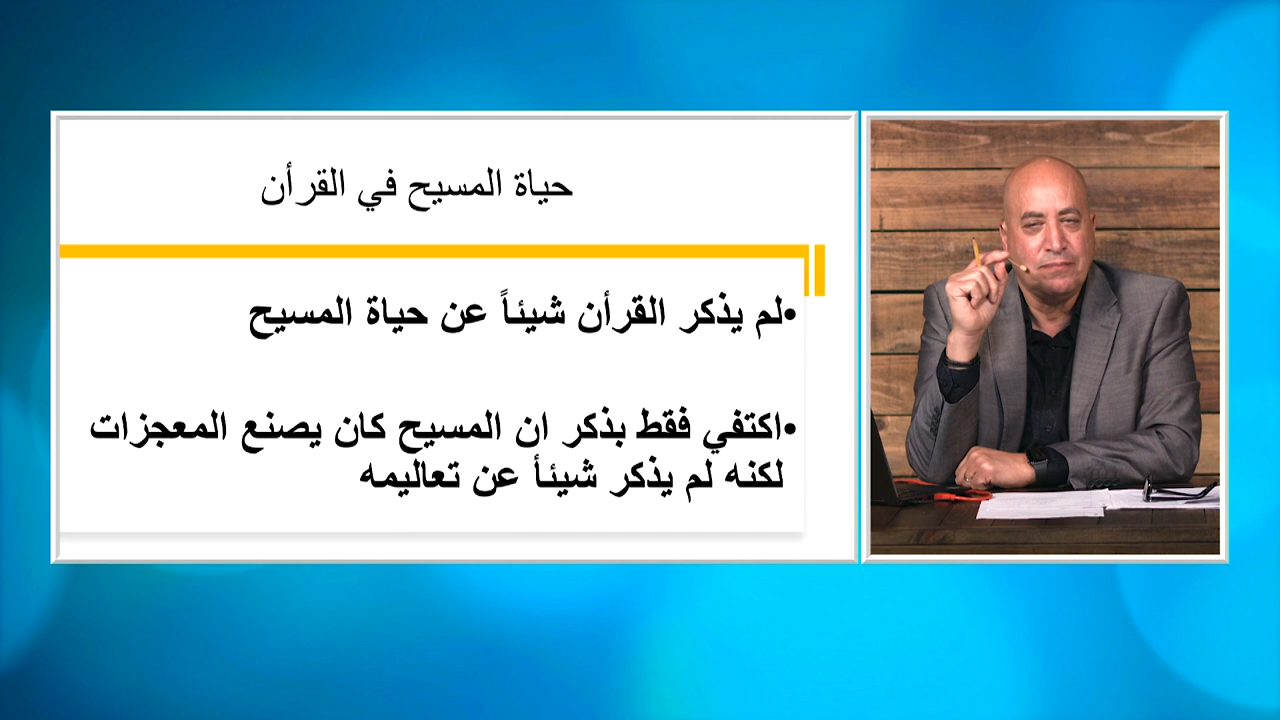 حياة المسيح في القرأن
•لم يذكر القرأن شيئاً عن حياة المسيح
•اكتفي فقط بذكر ان المسيح كان يصنع المعجزات
لكنه لم يذكر شيئأ عن تعاليمه